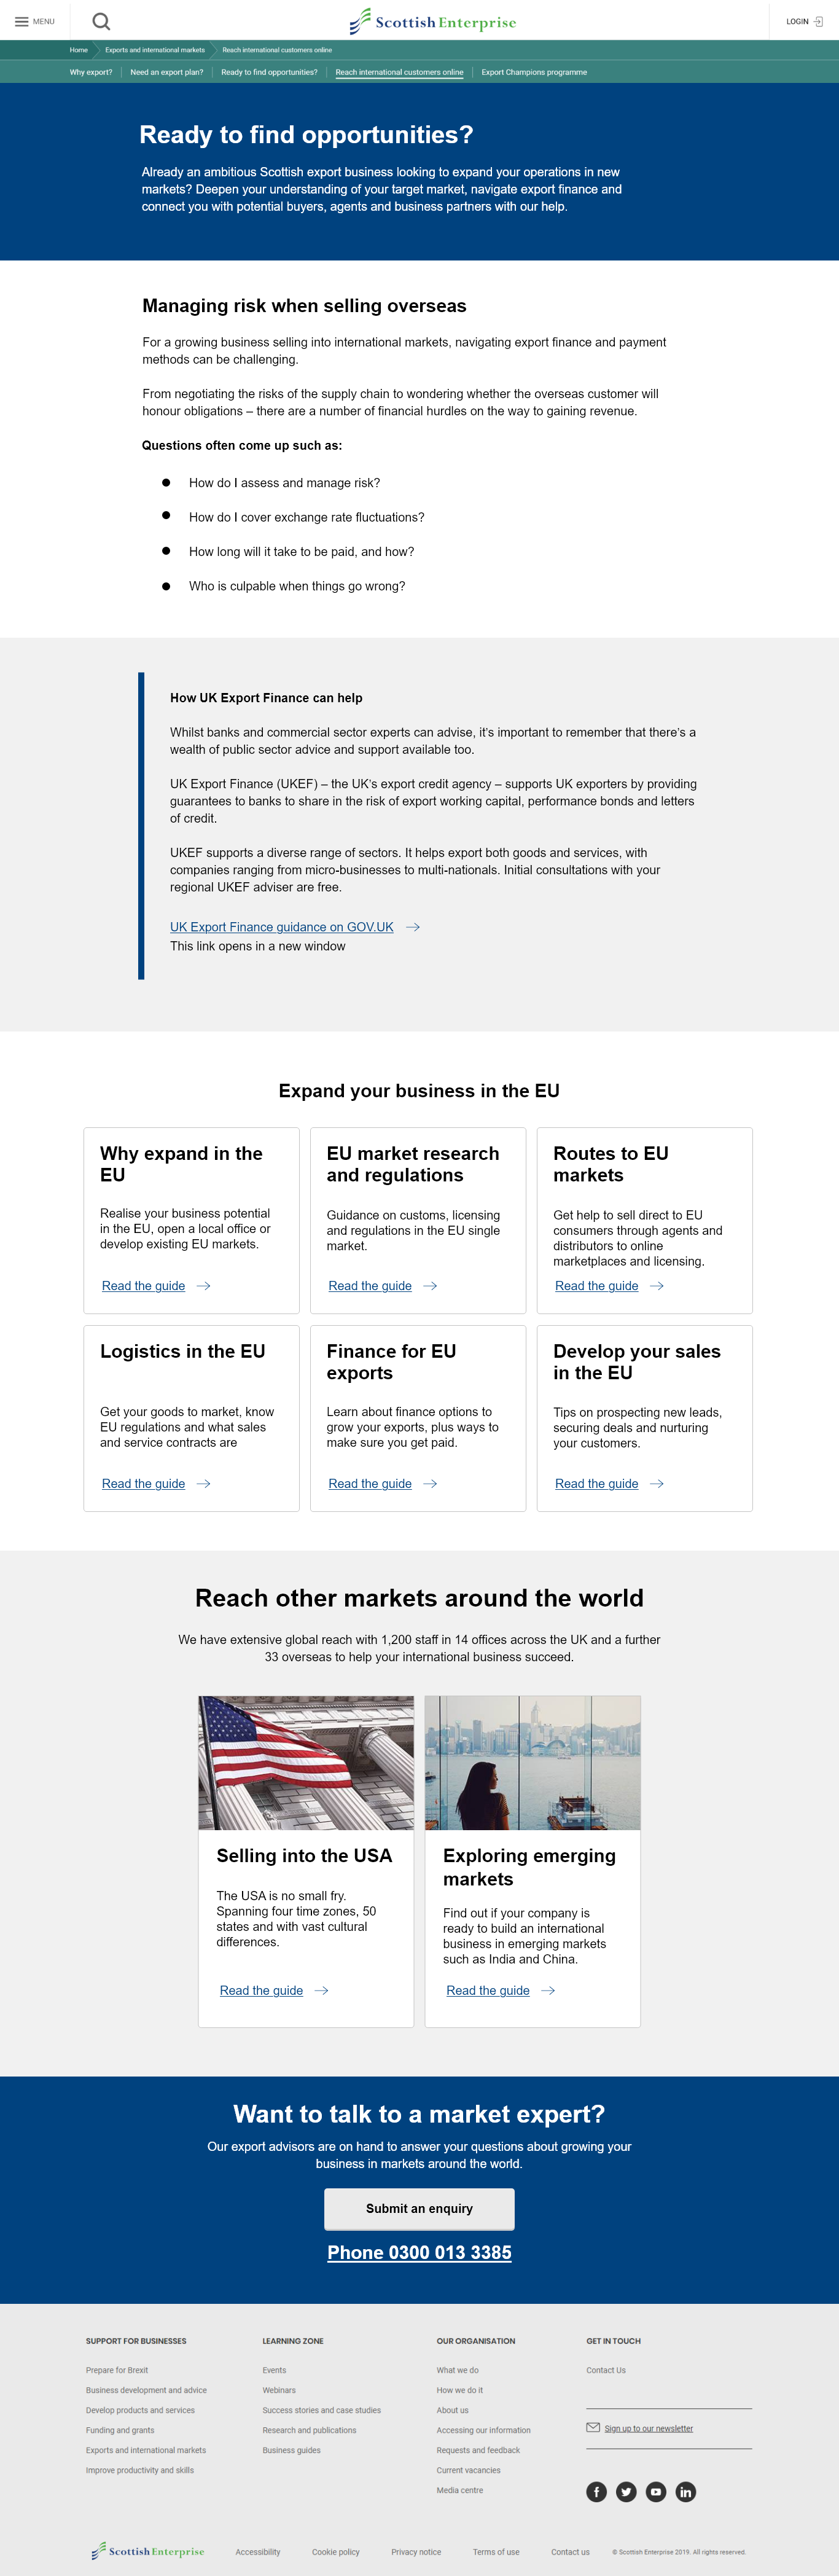 MENU
Scottish Enterprise
LOGIN
Home
Exports and international markets
Reach international customers online
Why export?
Need an export plan?
Ready to find opportunities?
Reach international customers online
Export Champions programme
Ready to find opportunities?
Already an ambitious Scottish export business looking to expand your operations in new
markets? Deepen your understanding of your target market, navigate export finance and
connect you with potential buyers, agents and business partners with our help.
Managing risk when selling overseas
For a growing business selling into international markets, navigating export finance and payment
methods can be challenging.
From negotiating the risks of the supply chain to wondering whether the overseas customer will
honour obligations – there are a number of financial hurdles on the way to gaining revenue.
Questions often come up such as:
How do I assess and manage risk?
How do I cover exchange rate fluctuations?
How long will it take to be paid, and how?
Who is culpable when things go wrong?
How UK Export Finance can help
Whilst banks and commercial sector experts can advise, it's important to remember that there's a
wealth of public sector advice and support available too.
UK Export Finance (UKEF) – the UK's export credit agency – supports UK exporters by providing
guarantees to banks to share in the risk of export working capital, performance bonds and letters
of credit.
UKEF supports a diverse range of sectors. It helps export both goods and services, with
companies ranging from micro-businesses to multi-nationals. Initial consultations with your
regional UKEF adviser are free.
UK Export Finance guidance on GOV.UK
This link opens in a new window
Expand your business in the EU
Why expand in the
EU
Realise your business potential
in the EU, open a local office or
develop existing EU markets.
Read the guide
EU market research
and regulations
Guidance on customs, licensing
and regulations in the EU single
market.
Read the guide
Routes to EU
markets
Get help to sell direct to EU
consumers through agents and
distributors to online
marketplaces and licensing.
Read the guide
Logistics in the EU
Get your goods to market, know
EU regulations and what sales
and service contracts are
Read the guide
Finance for EU
exports
Learn about finance options to
grow your exports, plus ways to
make sure you get paid.
Read the guide
Develop your sales
in the EU
Tips on prospecting new leads,
securing deals and nurturing
your customers.
Read the guide
Reach other markets around the world
We have extensive global reach with 1,200 staff in 14 offices across the UK and a further
33 overseas to help your international business succeed.
Selling into the USA
The USA is no small fry.
Spanning four time zones, 50
states and with vast cultural
differences.
Read the guide
Exploring emerging
markets
Find out if your company is
ready to build an international
business in emerging markets
such as India and China.
Read the guide
Want to talk to a market expert?
Our export advisors are on hand to answer your questions about growing your
business in markets around the world.
Submit an enquiry
Phone 0300 013 3385
SUPPORT FOR BUSINESSES
Prepare for Brexit
Business development and advice
Develop products and services
Funding and grants
Exports and international markets
Improve productivity and skills
LEARNING ZONE
Events
Webinars
Success stories and case studies
Research and publications
Business guides
OUR ORGANISATION
What we do
How we do it
About us
Accessing our information
Requests and feedback
Current vacancies
Media centre
GET IN TOUCH
Contact Us
Sign up to our newsletter
Scottish Enterprise
Accessibility
Cookie policy
Privacy notice
Terms of use
Contact us
© Scottish Enterprise 2019. All rights reserved.